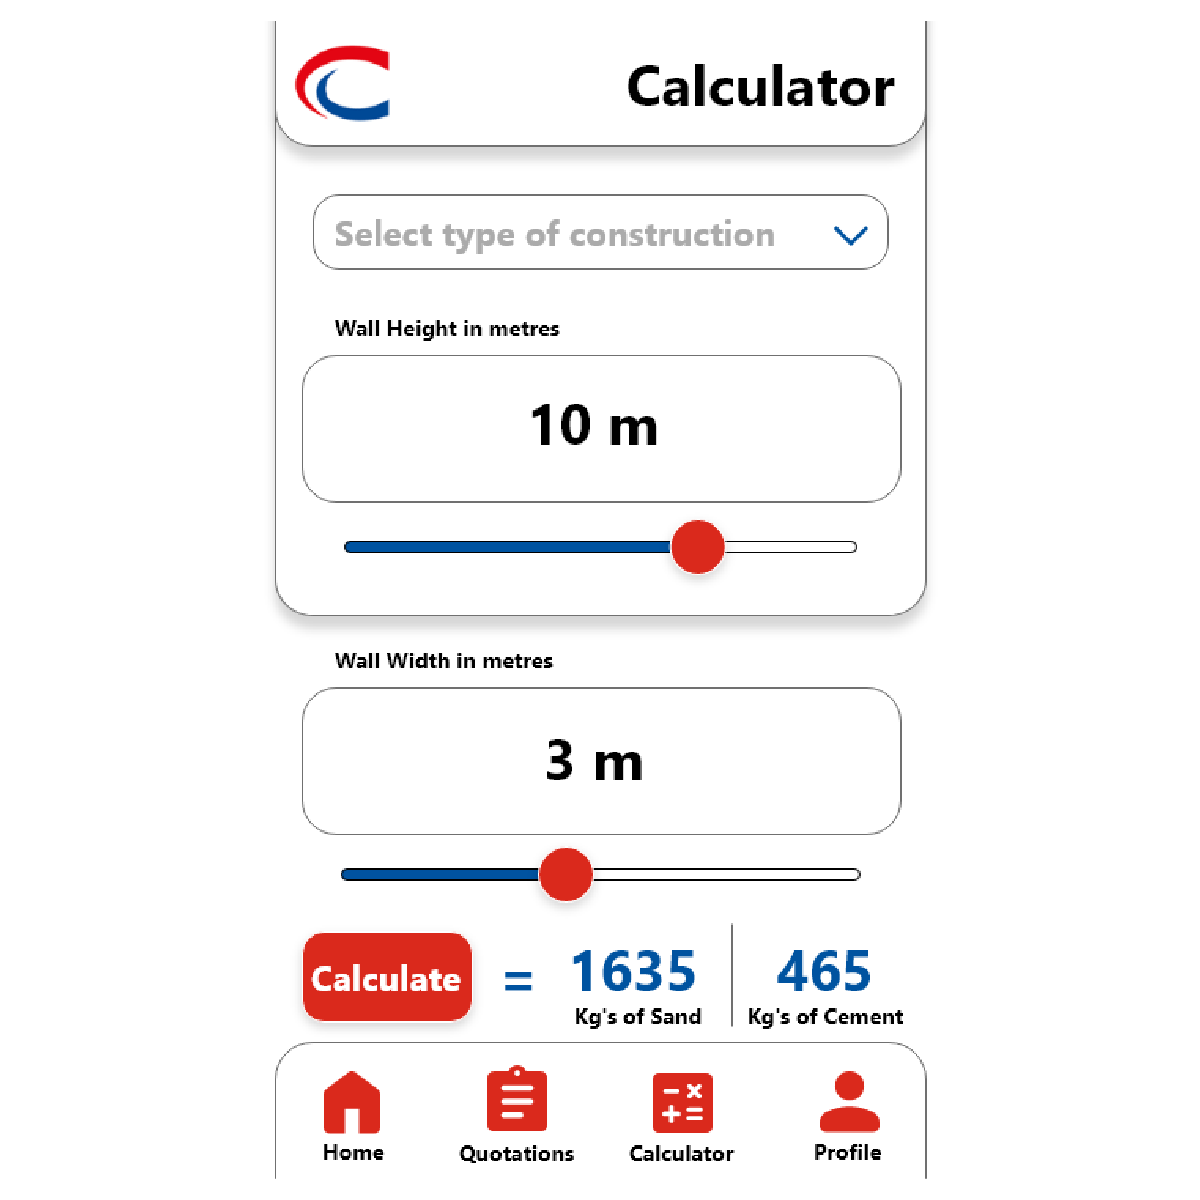 Calculator
Select type of construction
Wall Height in metres
10 m
Wall Width in metres
3 m
Calculate = 1635 465
Kg's of Sand Kg's of Cement
Home Quotations Calculator Profile